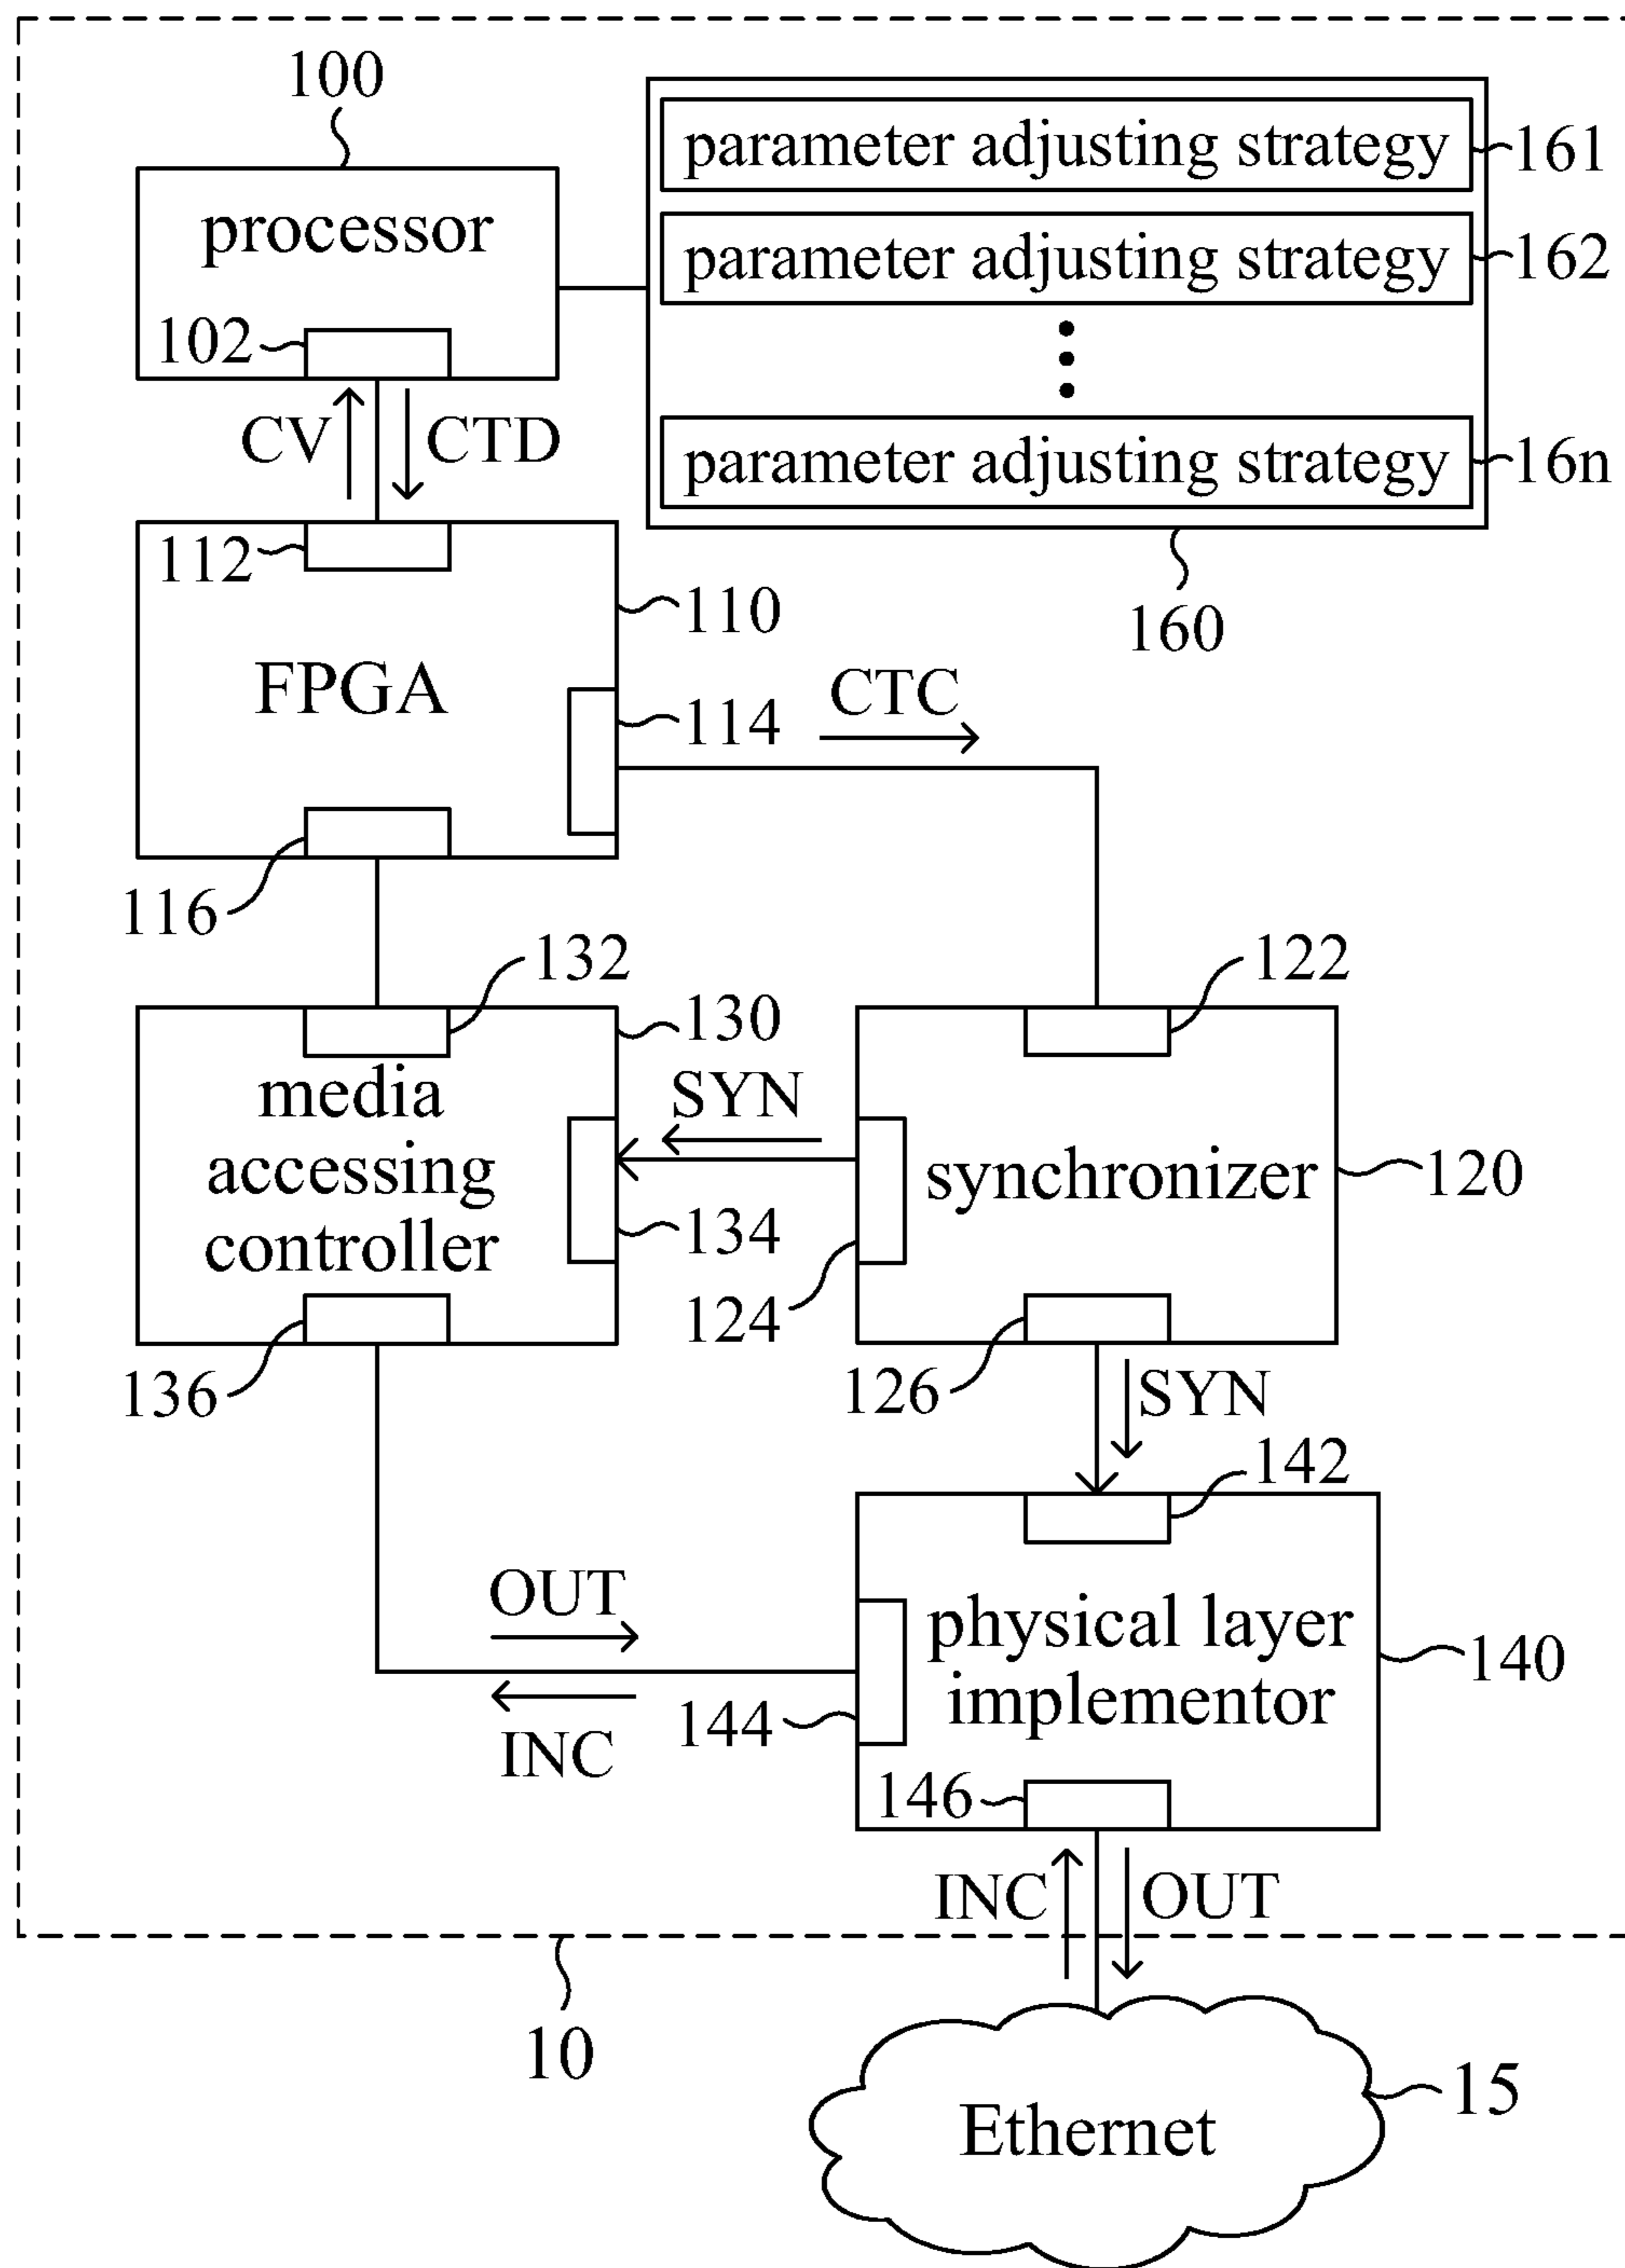 100
processor
102
parameter adjusting strategy
161
parameter adjusting strategy
162
parameter adjusting strategy
16n
160
CV
CTD
112
110
FPGA
114
CTC
116
132
122
130
media
accessing
controller
SYN
synchronizer
120
134
124
136
126
SYN
142
OUT
INC
physical layer
implementor
140
144
146
INC
OUT
10
Ethernet
15